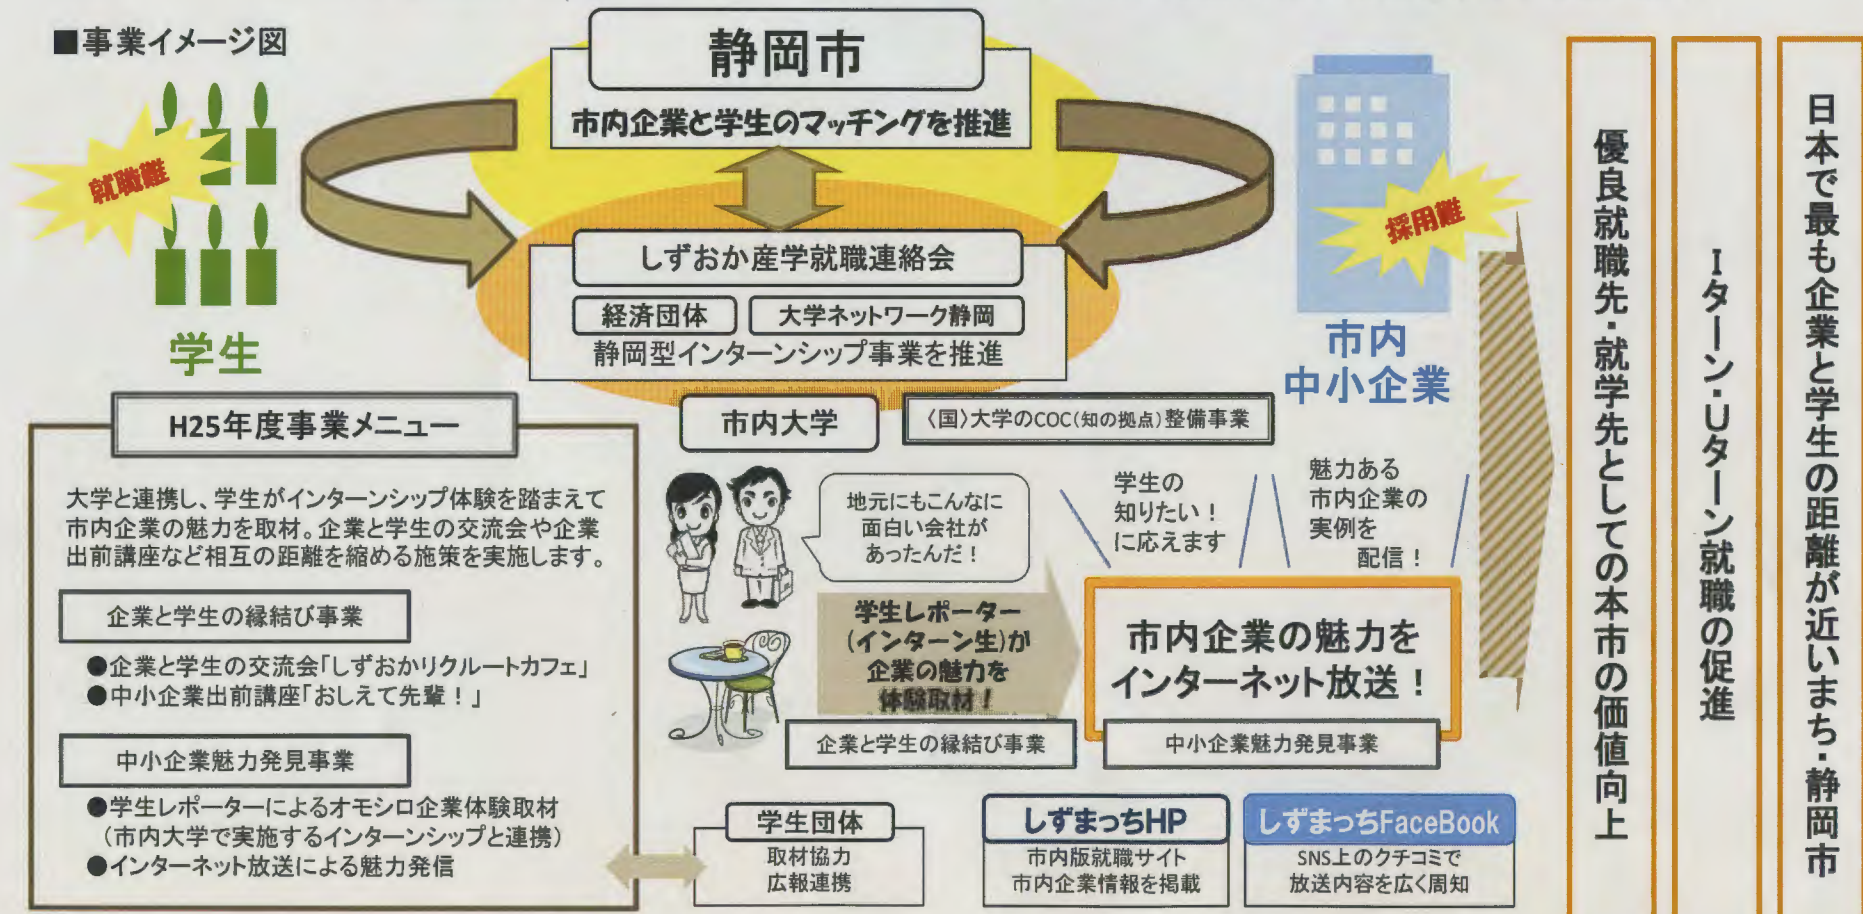 ■事業イメージ図
静岡市
市内企業と学生のマッチングを推進
就職難
学生
しずおか産学就職連絡会
経済団体
大学ネットワーク静岡
静岡型インターンシップ事業を推進
採用難
市内
中小企業
市内大学
〈国〉大学のCOC(知の拠点)整備事業
H25年度事業メニュー
大学と連携し、学生がインターンシップ体験を踏まえて
市内企業の魅力を取材。企業と学生の交流会や企業
出前講座など相互の距離を縮める施策を実施します。
企業と学生の縁結び事業
●企業と学生の交流会「しずおかリクルートカフェ」
●中小企業出前講座「おしえて先輩！」
中小企業魅力発見事業
●学生レポーターによるオモシロ企業体験取材
（市内大学で実施するインターンシップと連携）
●インターネット放送による魅力発信
地元にもこんなに
面白い会社が
あったんだ！
学生の
知りたい！
に応えます
魅力ある
市内企業の
実例を
配信！
学生レポーター
(インターン生)が
企業の魅力を
体験取材！
市内企業の魅力を
インターネット放送！
企業と学生の縁結び事業
中小企業魅力発見事業
学生団体
取材協力
広報連携
しずまっちHP
市内版就職サイト
市内企業情報を掲載
しずまっちFaceBook
SNS上のクチコミで
放送内容を広く周知
優良就職先・就学先としての本市の価値向上
Iターン・Uターン就職の促進
日本で最も企業と学生の距離が近いまち・静岡市